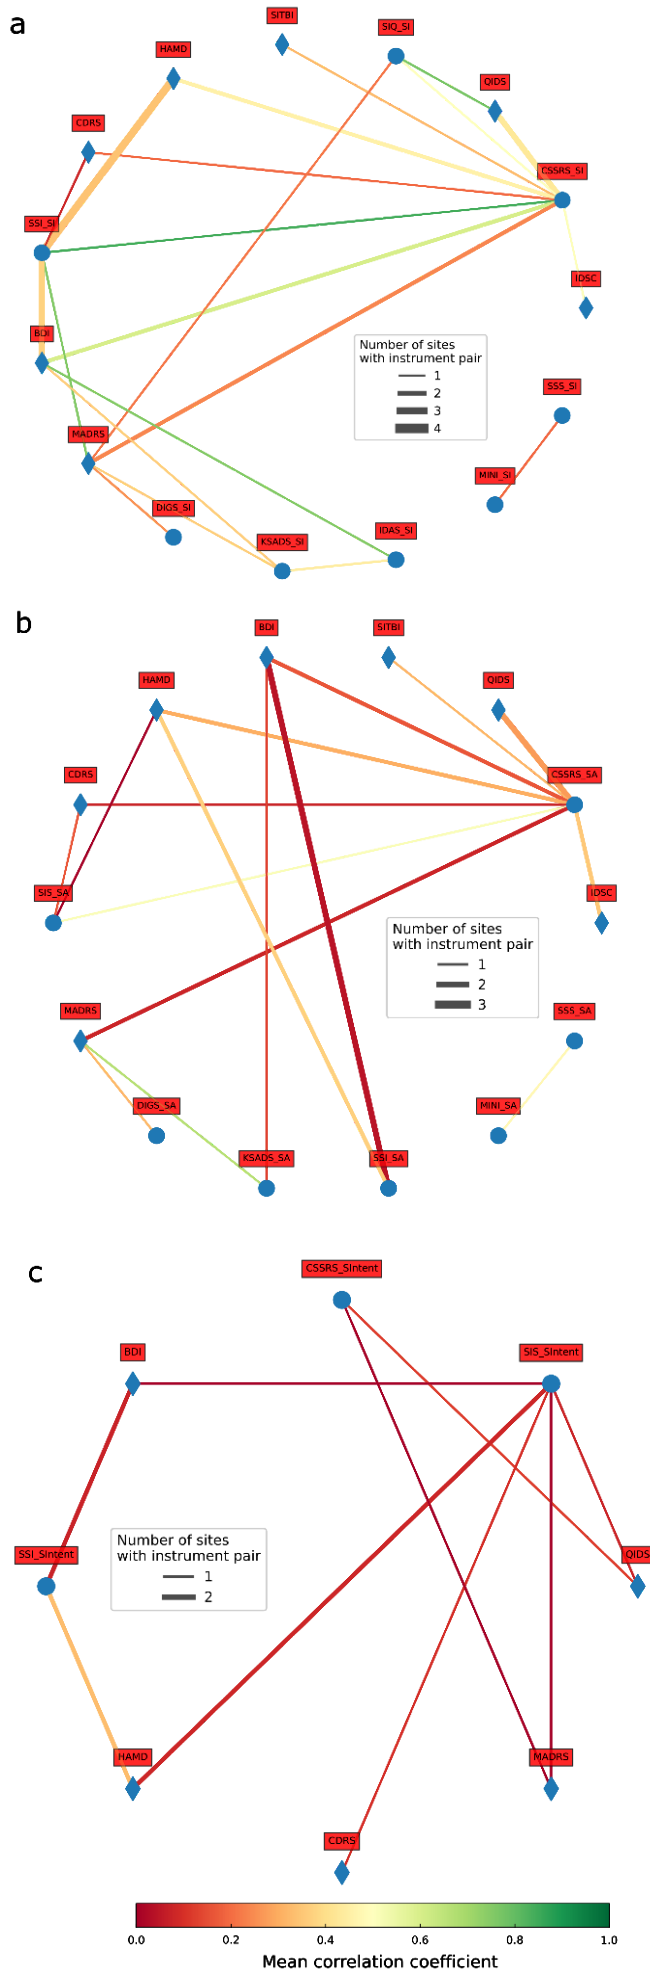 a
SITBI
SIQ_SI
HAMD
QIDS
CDRS
CSSRS_SI
SSI_SI
IDSC
BDI
Number of sites
with instrument pair
1
2
3
4
SSS_SI
MADRS
MINI_SI
DIGS_SI
KSADS_SI
IDAS_SI
b
BDI
SITBI
HAMD
QIDS
CDRS
CSSRS_SA
SIS_SA
IDSC
Number of sites
with instrument pair
1
2
3
MADRS
SSS_SA
DIGS_SA
MINI_SA
KSADS_SA
SSI_SA
c
CSSRS_SIntent
BDI
SIS_SIntent
Number of sites
with instrument pair
1
2
SSI_SIntent
QIDS
HAMD
MADRS
CDRS
0.0
0.2
0.4
0.6
0.8
1.0
Mean correlation coefficient